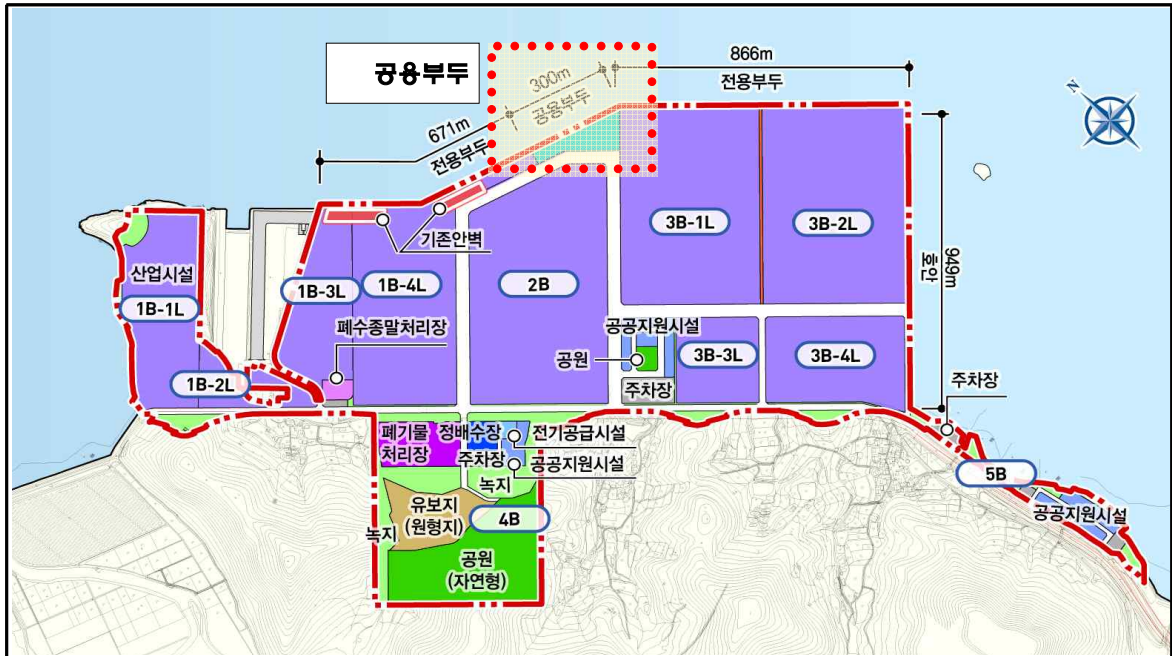 공용부두
300m
공용부두
866m
전용부두
671m
전용부두
N
949m
호안
기존안벽
산업시설
1B-1L
1B-2L
1B-3L
1B-4L
폐수종말처리장
2B
3B-1L
3B-2L
공공지원시설
공원
주차장
3B-3L
3B-4L
주차장
폐기물
처리장
정배수장
주차장
전기공급시설
공공지원시설
녹지
유보지
(원형지)
4B
녹지
공원
(자연형)
5B
공공지원시설